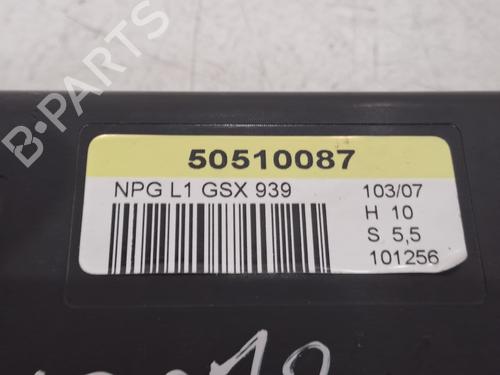 B-PARTS
50510087
NPG L1 GSX 939
103/07
H 10
S 5,5
101256